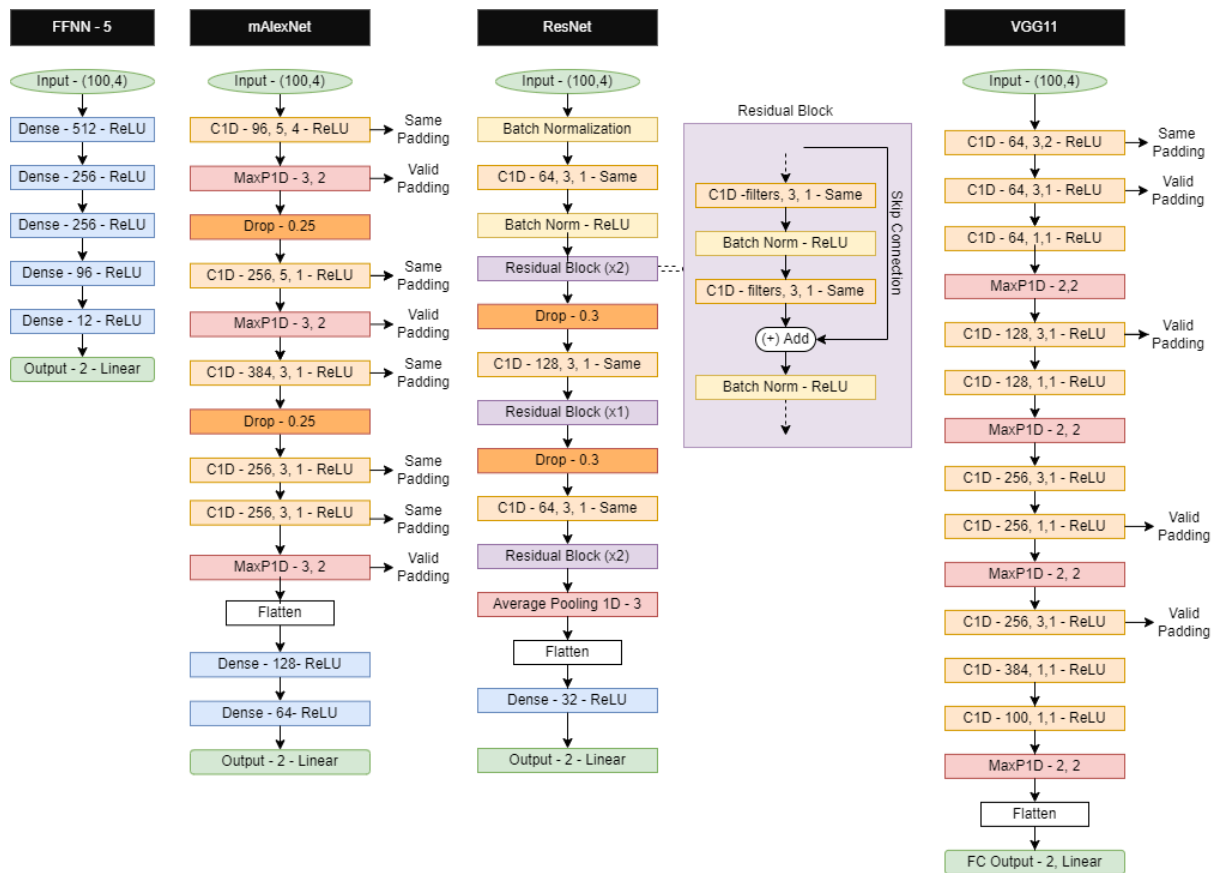 FFNN - 5
Input - (100,4)
Dense - 512 - ReLU
Dense - 256 - ReLU
Dense - 256 - ReLU
Dense - 96 - ReLU
Dense - 12 - ReLU
Output - 2 - Linear
mAlexNet
Input - (100,4)
C1D - 96, 5, 4 - ReLU
Same
Padding
MaxP1D - 3, 2
Valid
Padding
Drop - 0.25
C1D - 256, 5, 1 - ReLU
Same
Padding
MaxP1D - 3, 2
Valid
Padding
C1D - 384, 3, 1 - ReLU
Same
Padding
Drop - 0.25
C1D - 256, 3, 1 - ReLU
Same
Padding
C1D - 256, 3, 1 - ReLU
Same
Padding
MaxP1D - 3, 2
Valid
Padding
Flatten
Dense - 128- ReLU
Dense - 64- ReLU
Output - 2 - Linear
ResNet
Input - (100,4)
Batch Normalization
C1D - 64, 3, 1 - Same
Batch Norm - ReLU
Residual Block (x2)
Drop - 0.3
C1D - 128, 3, 1 - Same
Residual Block (x1)
Drop - 0.3
C1D - 64, 3, 1 - Same
Residual Block (x2)
Average Pooling 1D - 3
Flatten
Dense - 32 - ReLU
Output - 2 - Linear
Residual Block
C1D -filters, 3, 1 - Same
Batch Norm - ReLU
C1D - filters, 3, 1 - Same
(+) Add
Batch Norm - ReLU
Skip Connection
VGG11
Input - (100,4)
C1D - 64, 3,2 - ReLU
Same
Padding
C1D - 64, 3,1 - ReLU
Valid
Padding
C1D - 64, 1,1 - ReLU
MaxP1D - 2,2
C1D - 128, 3,1 - ReLU
Valid
Padding
C1D - 128, 1,1 - ReLU
MaxP1D - 2, 2
C1D - 256, 3,1 - ReLU
C1D - 256, 1,1 - ReLU
Valid
Padding
MaxP1D - 2, 2
C1D - 256, 3,1 - ReLU
Valid
Padding
C1D - 384, 1,1 - ReLU
C1D - 100, 1,1 - ReLU
MaxP1D - 2, 2
Flatten
FC Output - 2, Linear